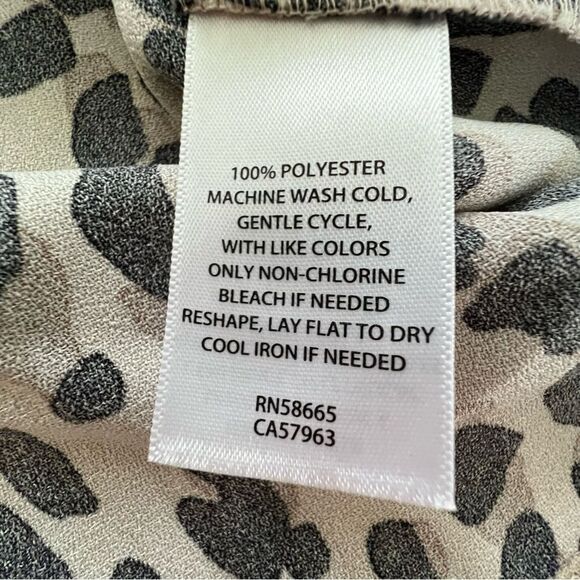 100% POLYESTER
MACHINE WASH COLD,
GENTLE CYCLE,
WITH LIKE COLORS
ONLY NON-CHLORINE
BLEACH IF NEEDED
RESHAPE, LAY FLAT TO DRY
COOL IRON IF NEEDED
RN58665
CA57963